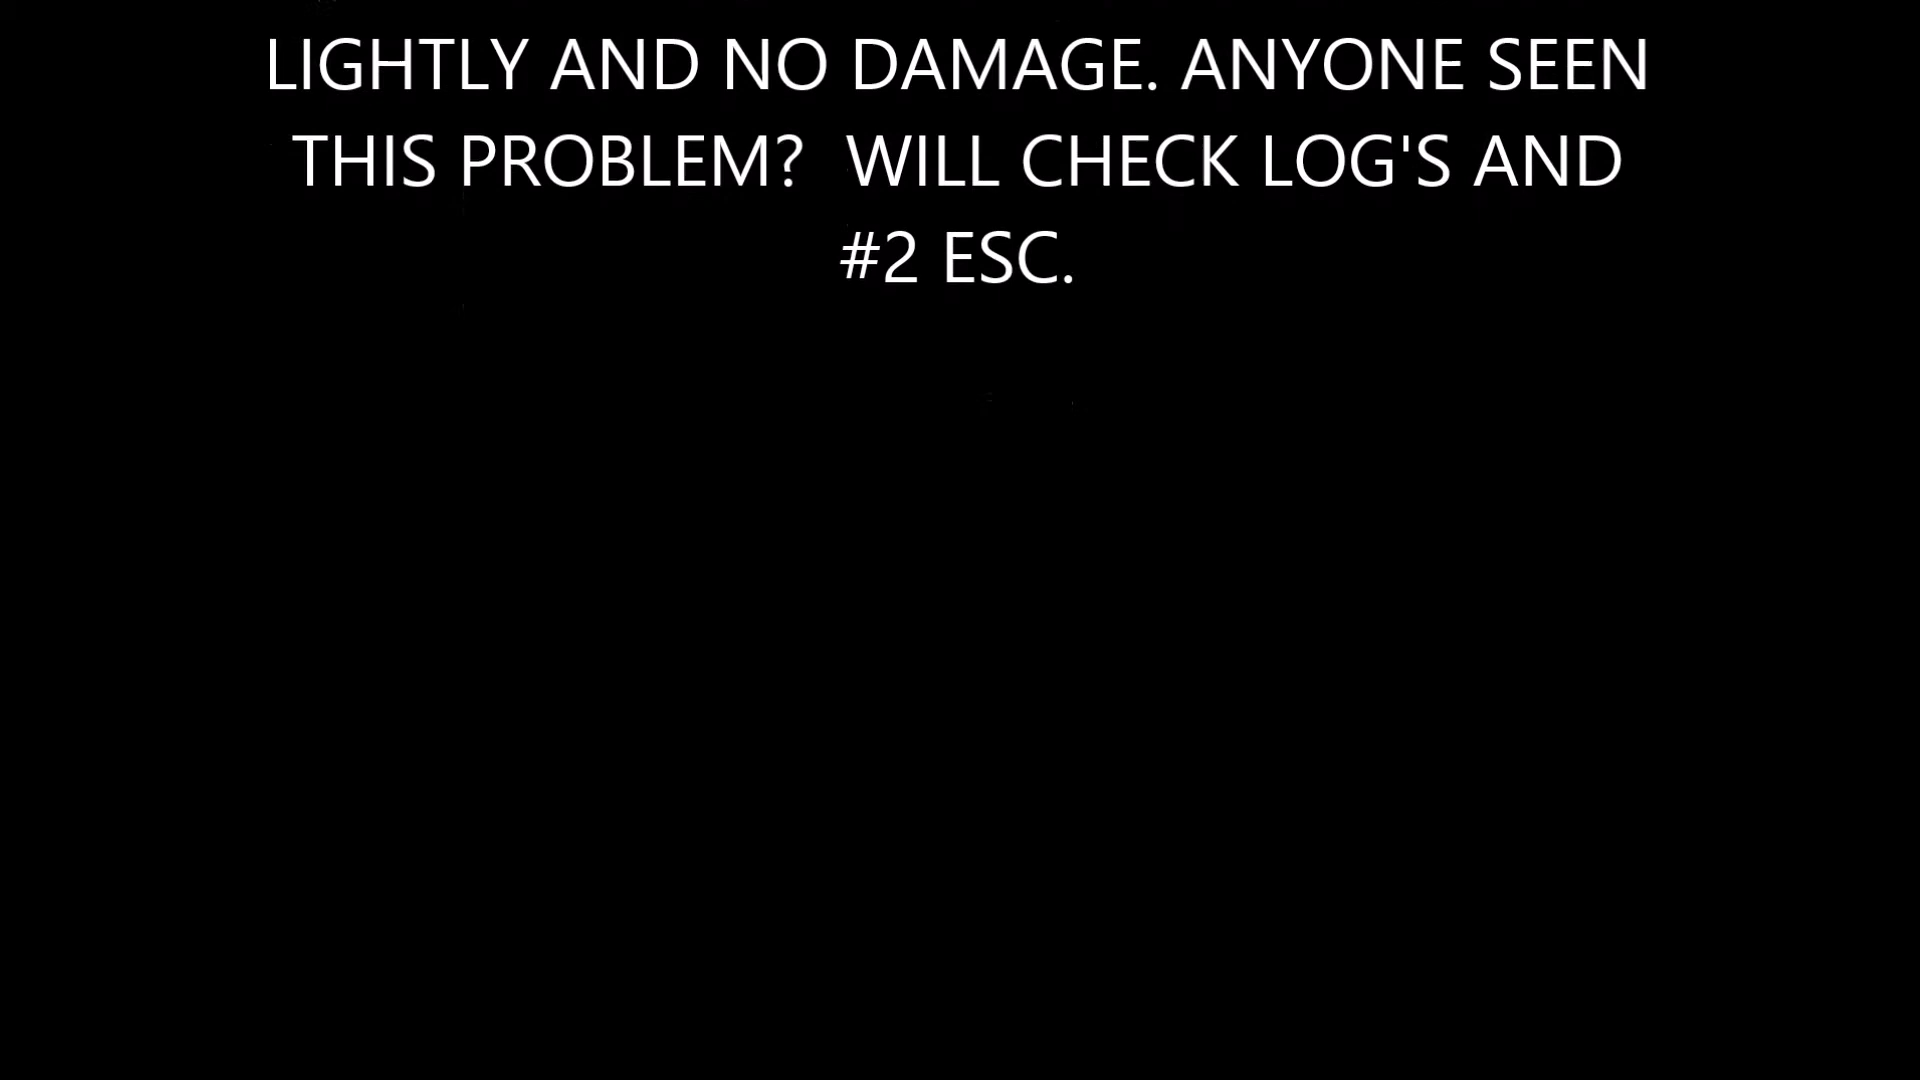 LIGHTLY AND NO DAMAGE. ANYONE SEEN
THIS PROBLEM?  WILL CHECK LOG'S AND
#2 ESC.